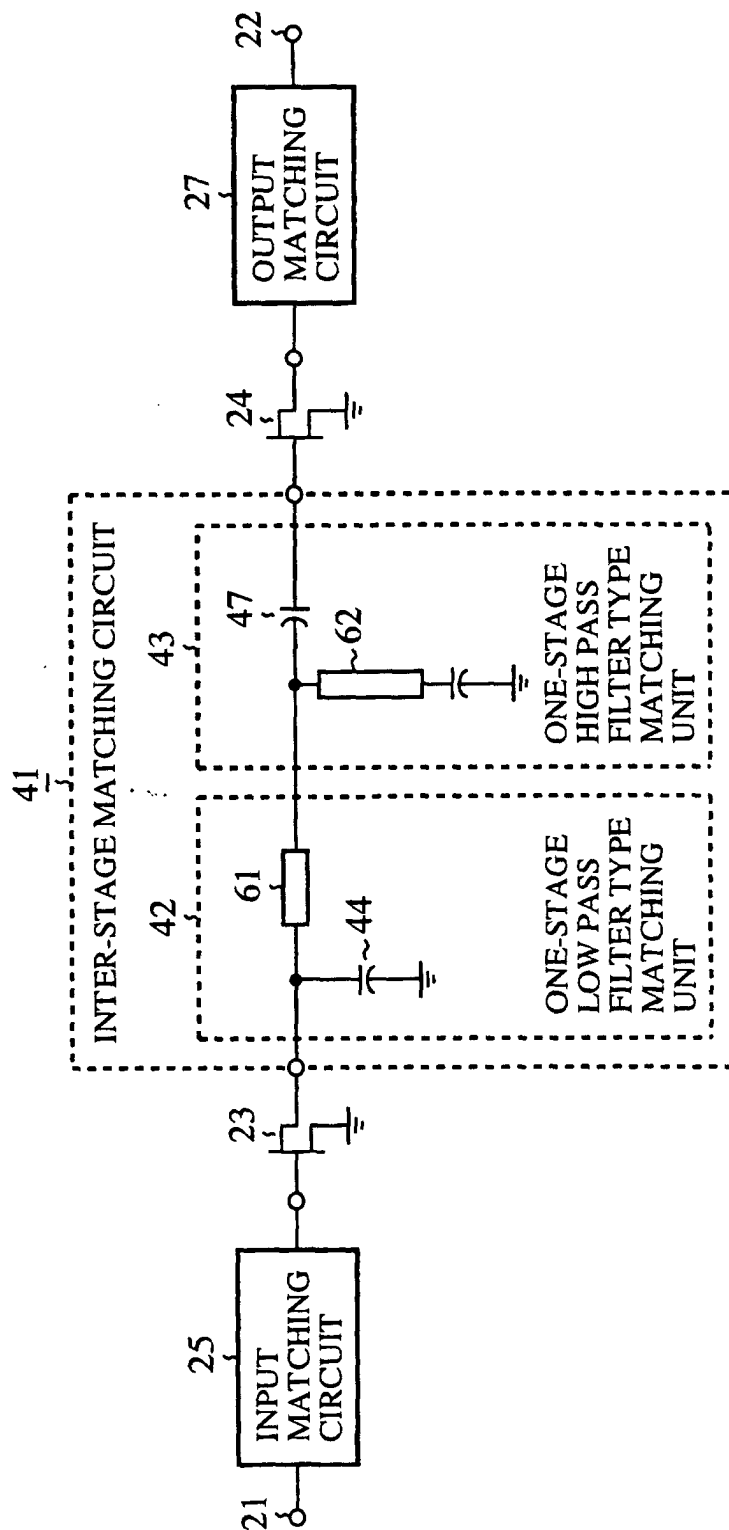 41
INTER-STAGE MATCHING CIRCUIT
21
25
INPUT
MATCHING
CIRCUIT
23
42
61
44
ONE-STAGE
LOW PASS
FILTER TYPE
MATCHING
UNIT
43
47
62
ONE-STAGE
HIGH PASS
FILTER TYPE
MATCHING
UNIT
24
27
OUTPUT
MATCHING
CIRCUIT
22